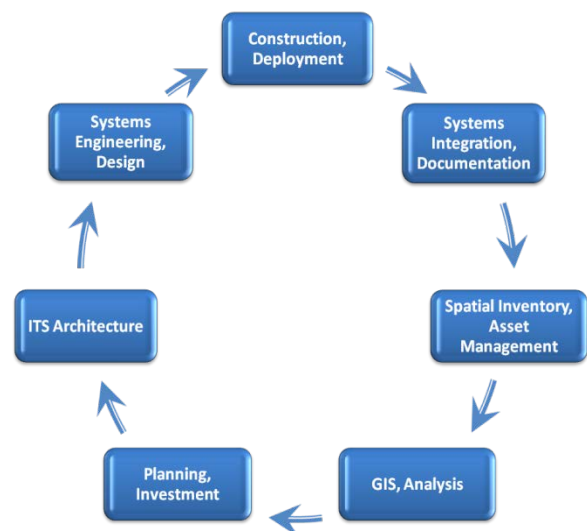 Construction,
Deployment
Systems
Integration,
Documentation
Spatial Inventory,
Asset
Management
GIS, Analysis
Planning,
Investment
ITS Architecture
Systems
Engineering,
Design